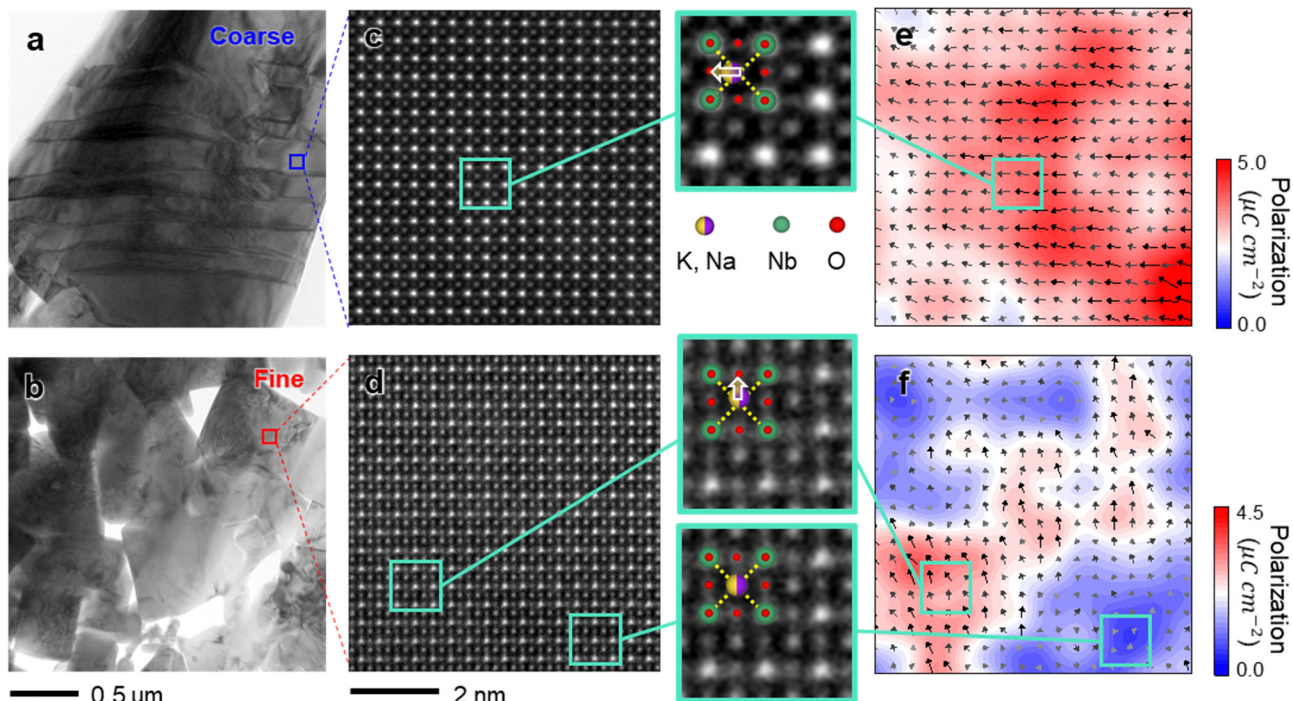 a
Coarse
c
e
K, Na
Nb
O
5.0
0.0
Polarization
(μC cm⁻²)
b
Fine
d
f
4.5
0.0
Polarization
(μC cm⁻²)
0.5 μm
2 nm